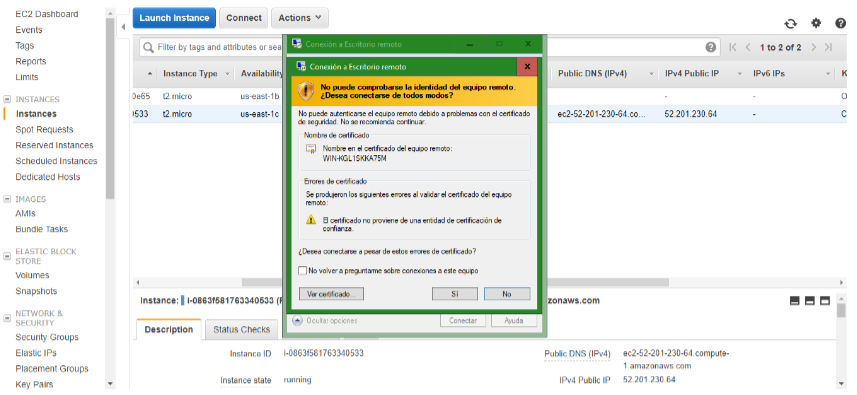 EC2 Dashboard
Events
Tags
Reports
Limits
INSTANCES
Instances
Spot Requests
Reserved Instances
Scheduled Instances
Dedicated Hosts
IMAGES
AMIs
Bundle Tasks
ELASTIC BLOCK
STORE
Volumes
Snapshots
NETWORK &
SECURITY
Security Groups
Elastic IPs
Placement Groups
Key Pairs
Launch Instance Connect Actions
Filter by tags and attributes or sea
1 to 2 of 2
Instance Type Availability Public DNS (IPv4) IPv4 Public IP IPv6 IPs K
0e65 t2.micro us-east-1b - -
0533 t2.micro us-east-1c ec2-52-201-230-64.co... 52.201.230.64 -
Conexión a Escritorio remoto
Conexión a Escritorio remoto
No puede comprobarse la identidad del equipo remoto.
¿Desea conectarse de todos modos?
No puede autenticarse el equipo remoto debido a problemas con el certificado
de seguridad. No se recomienda continuar.
Nombre de certificado
Nombre en el certificado del equipo remoto:
WIN-KGL1SKKA75M
Errores de certificado
Se produjeron los siguientes errores al validar el certificado del equipo
remoto:
El certificado no proviene de una entidad de certificación de
confianza.
¿Desea conectarse a pesar de estos errores de certificado?
No volver a preguntarme sobre conexiones a este equipo
Ver certificado... Sí No
Ocultar opciones Conectar Ayuda
Instance: i-0863f581763340533 zonaws.com
Description Status Checks
Instance ID i-0863f581763340533
Instance state running
Public DNS (IPv4) ec2-52-201-230-64.compute-
1.amazonaws.com
IPv4 Public IP 52.201.230.64